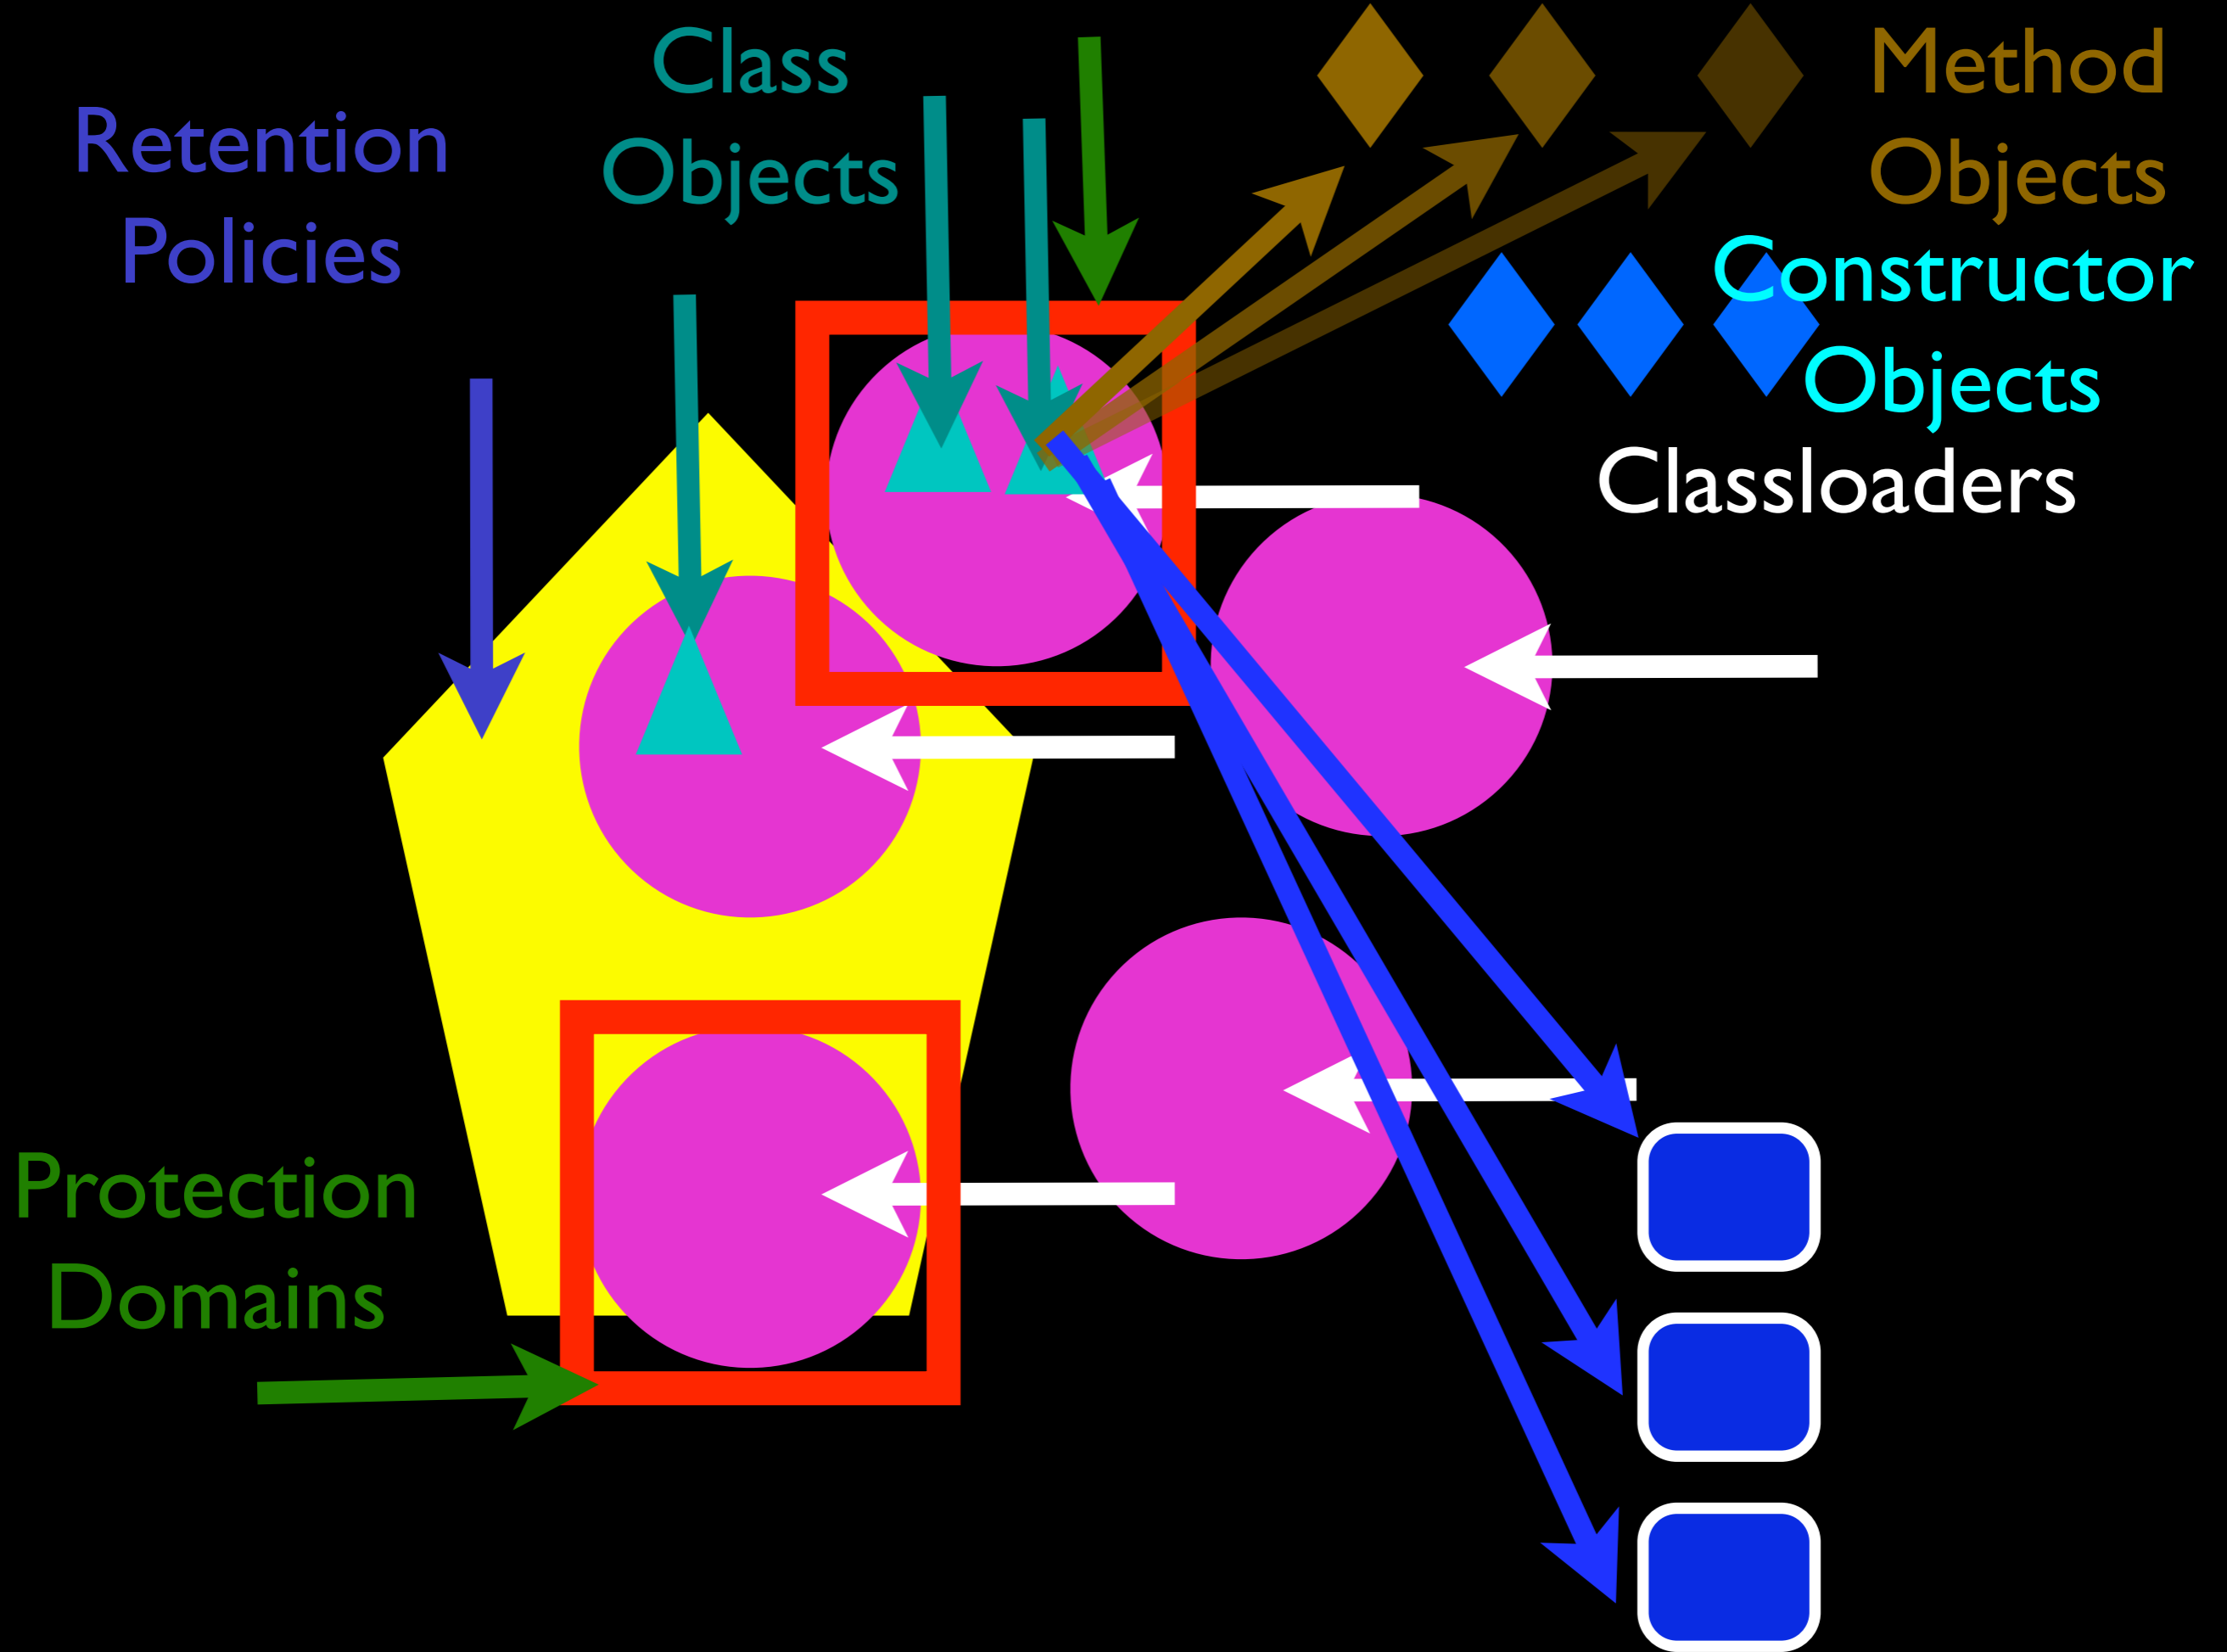 Class
Objects
Retention
Policies
Method
Objects
Constructor
Objects
Classloaders
Protection
Domains